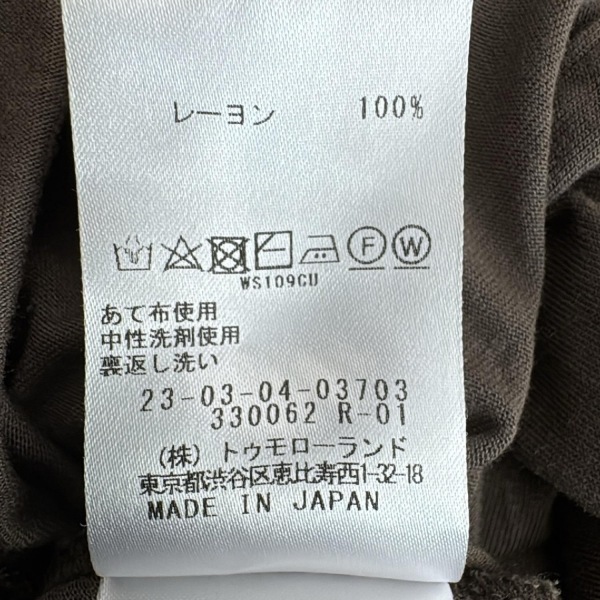 レーヨン 100%
F W
WS109CU
あて布使用
中性洗剤使用
裏返し洗い
23-03-04-03703
330062 R-01
(株) トゥモローランド
東京都渋谷区恵比寿西1-32-18
MADE IN JAPAN